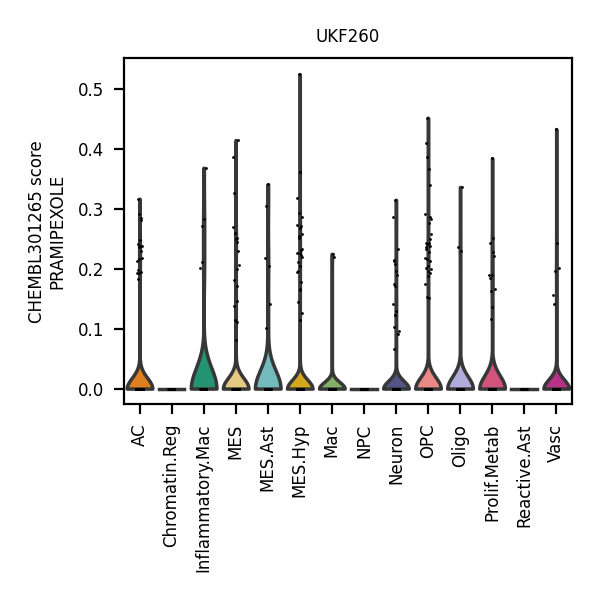 UKF260
CHEMBL301265 score
PRAMIPEXOLE
0.5
0.4
0.3
0.2
0.1
0.0
AC
Chromatin.Reg
Inflammatory.Mac
MES
MES.Ast
MES.Hyp
Mac
NPC
Neuron
OPC
Oligo
Prolif.Metab
Reactive.Ast
Vasc